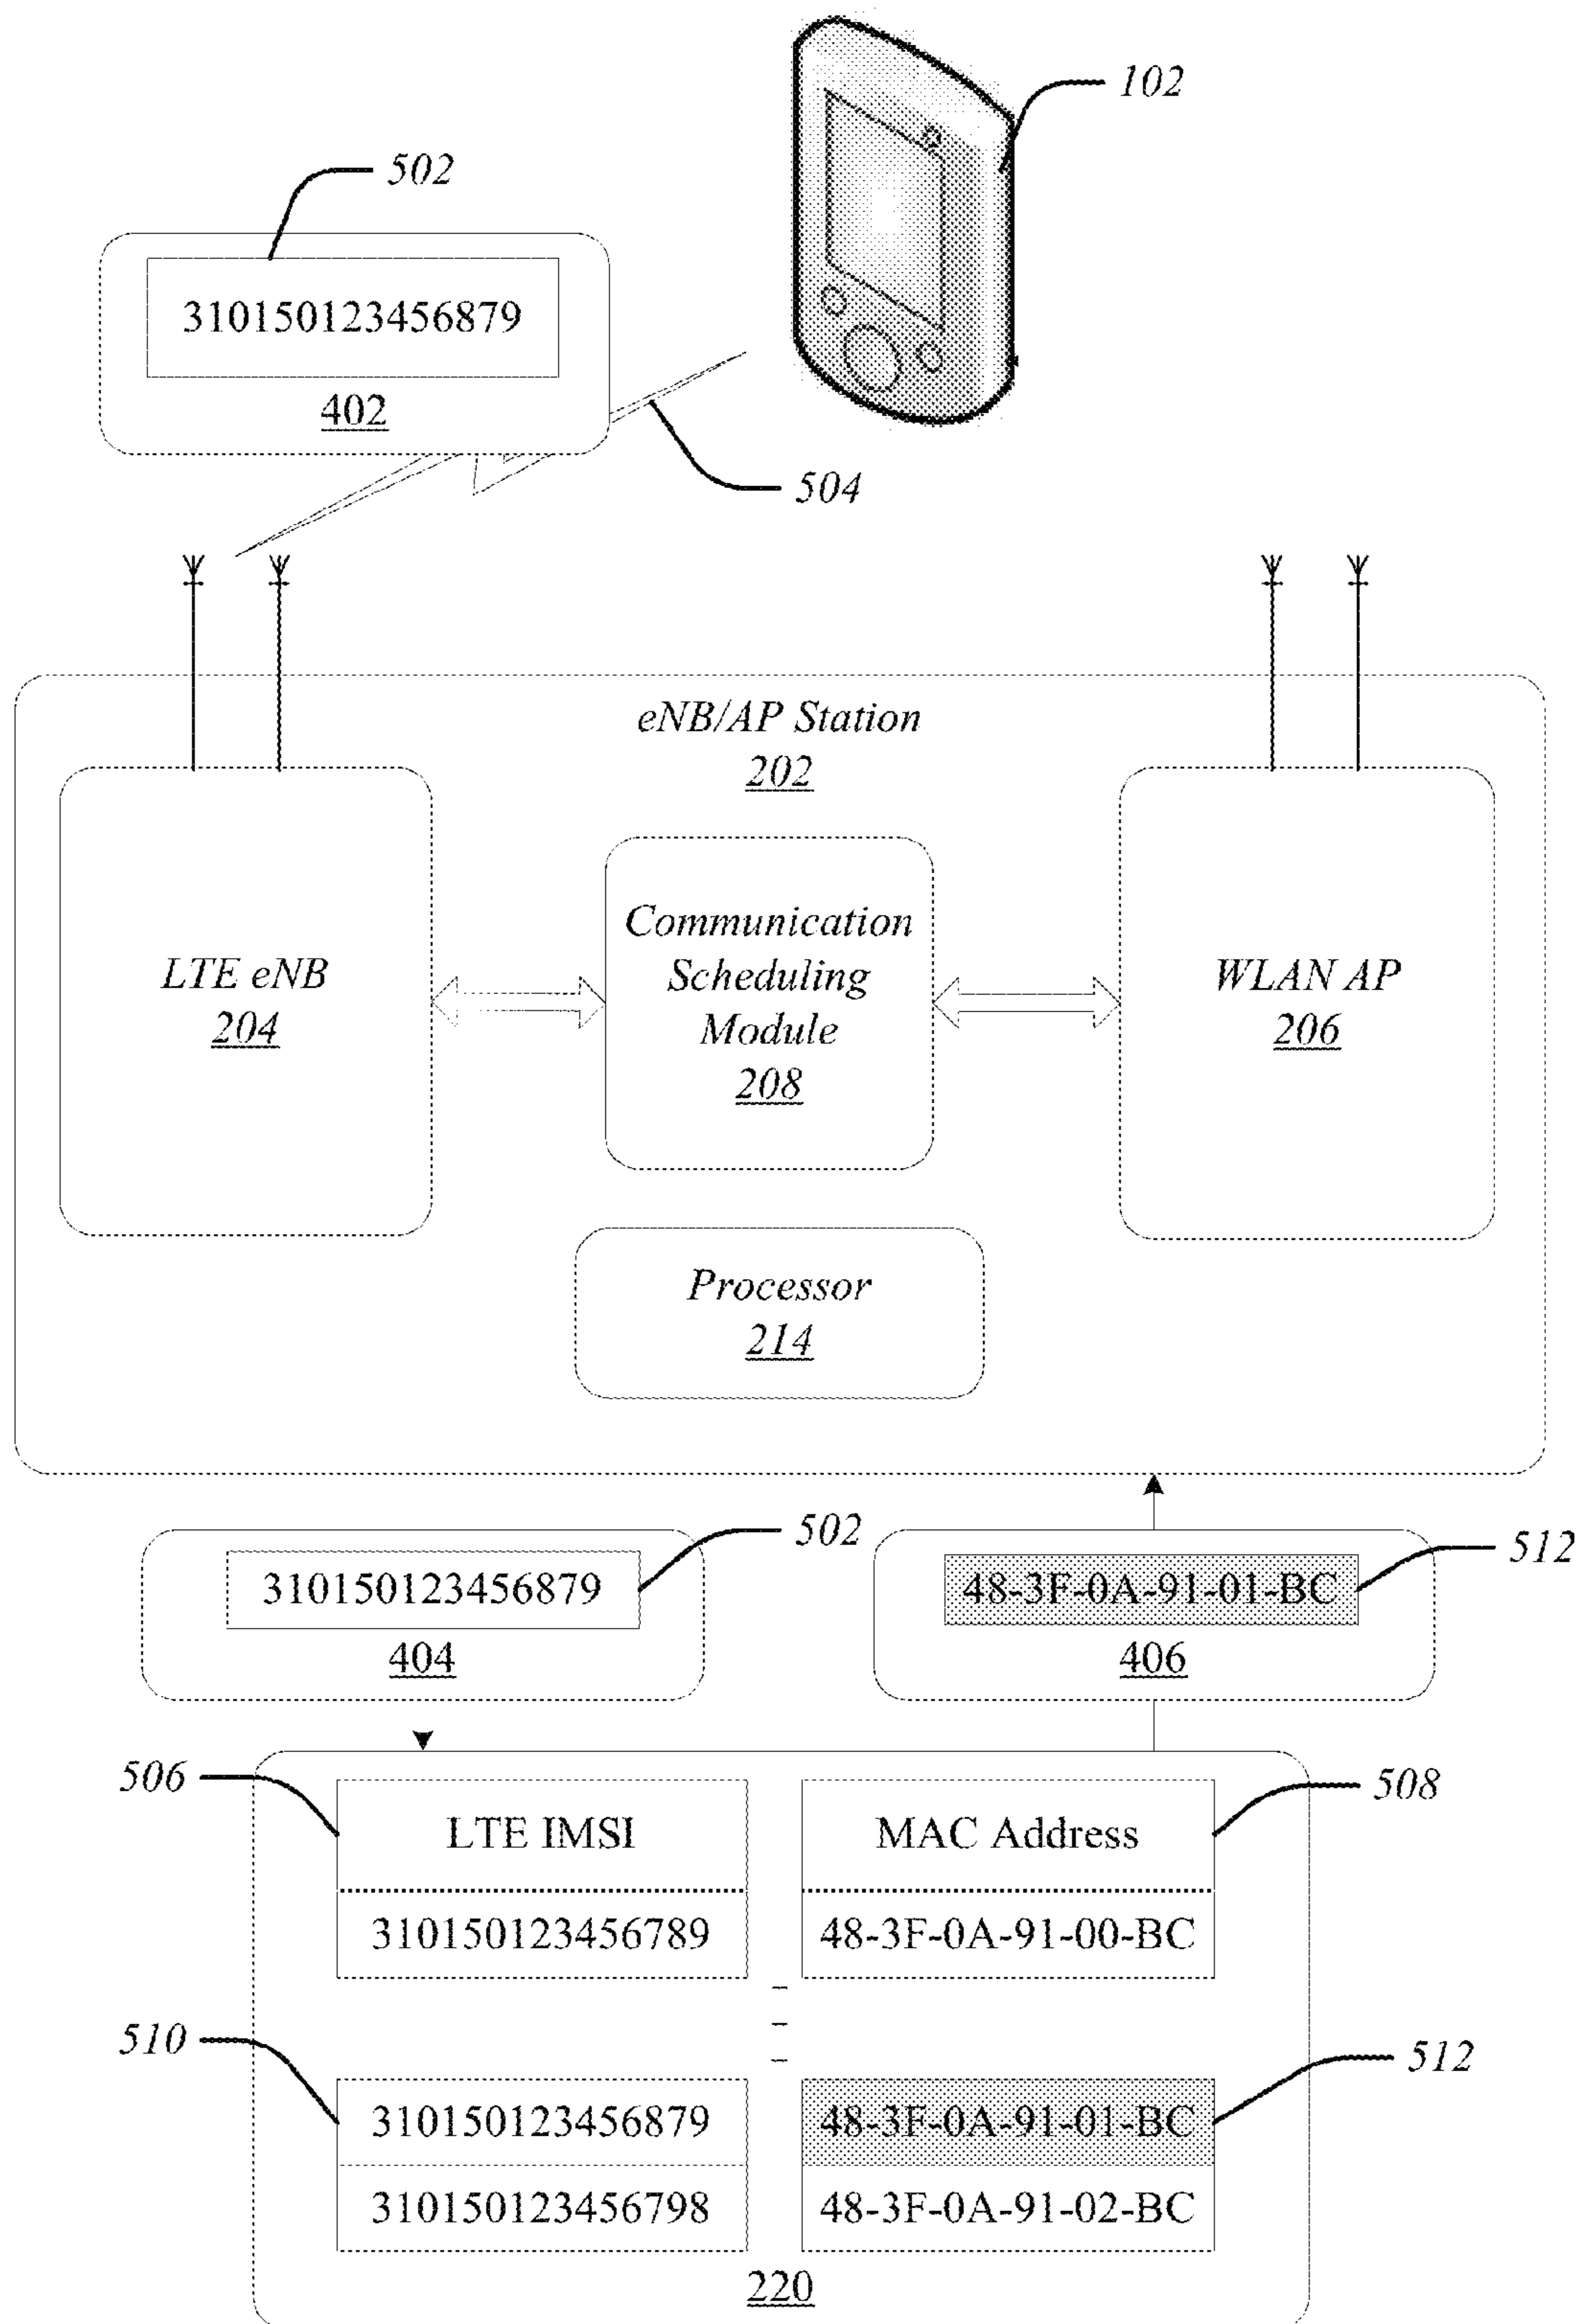 102
502
310150123456879
402
504
eNB/AP Station
202
LTE eNB
204
Communication
Scheduling
Module
208
WLAN AP
206
Processor
214
502
310150123456879
404
512
48-3F-0A-91-01-BC
406
506
LTE IMSI
MAC Address
508
310150123456789
48-3F-0A-91-00-BC
510
310150123456879
48-3F-0A-91-01-BC
512
310150123456798
48-3F-0A-91-02-BC
220